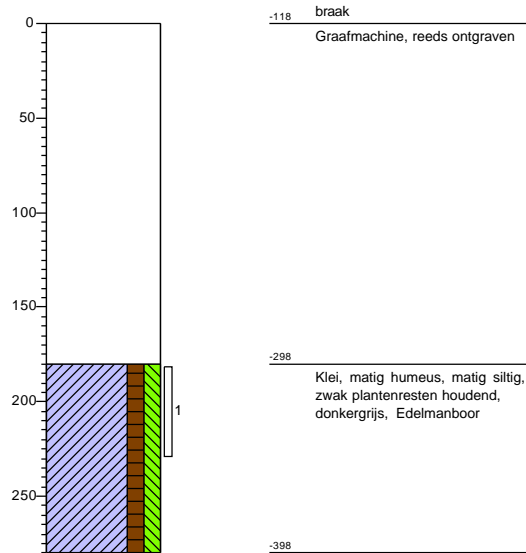 braak
0
-118
Graafmachine, reeds ontgraven
50
100
150
-298
Klei, matig humeus, matig siltig,
zwak plantenresten houdend,
donkergrijs, Edelmanboor
200
1
250
-398